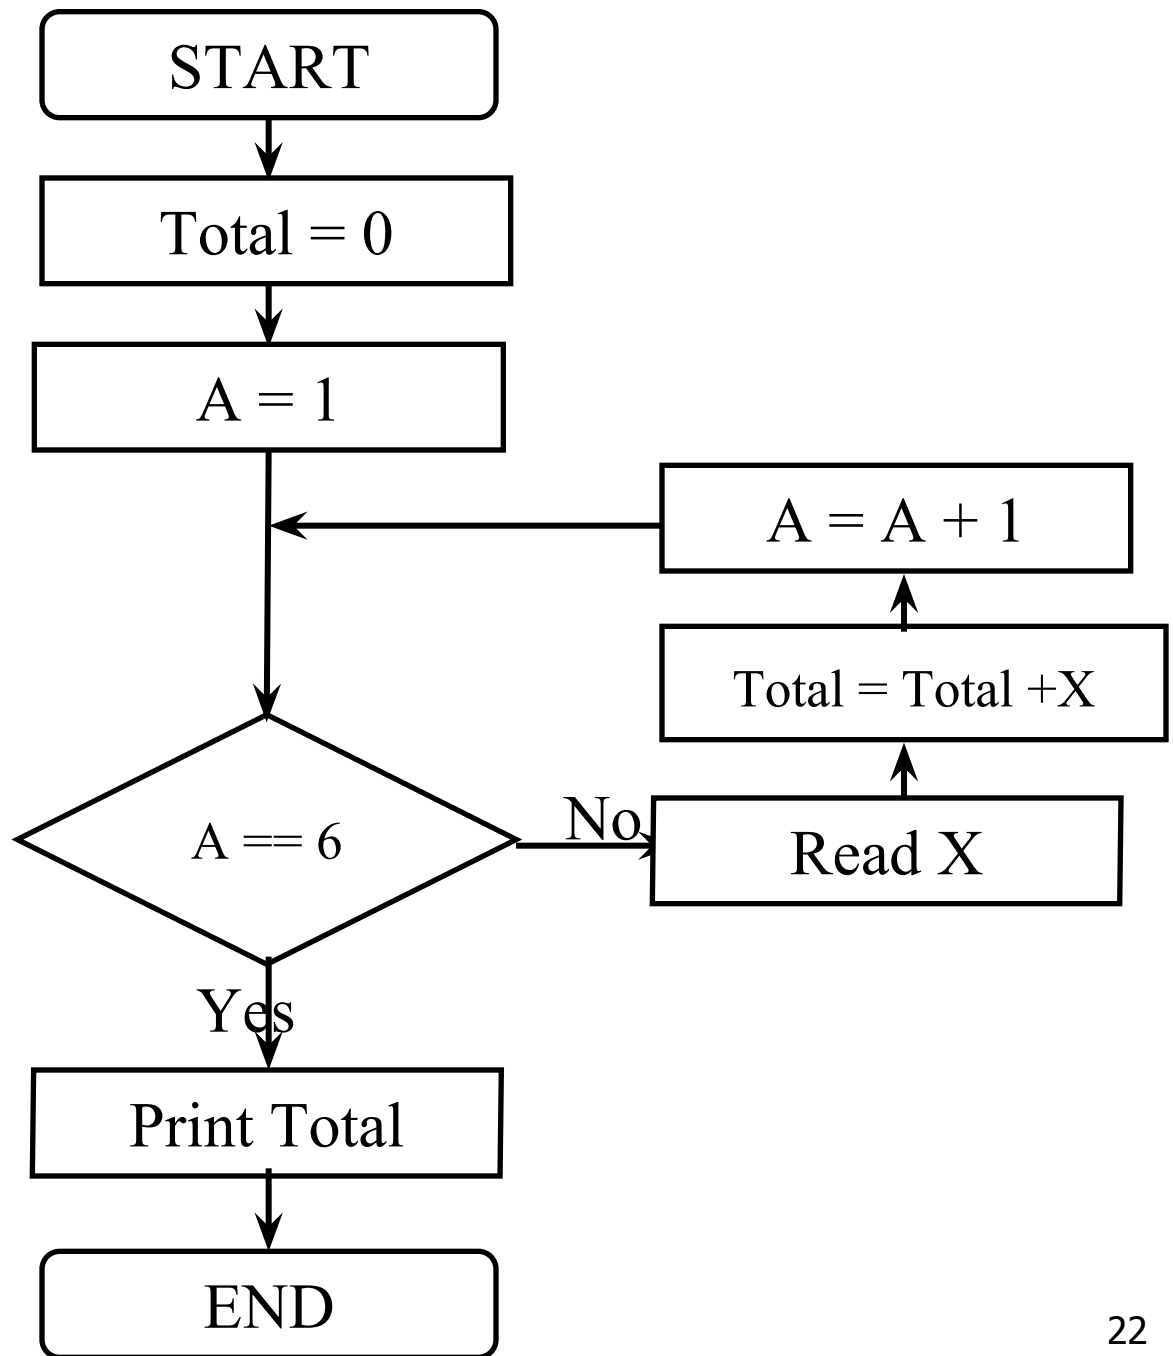 START
Total = 0
A = 1
A = A + 1
Total = Total +X
A == 6
No
Read X
Yes
Print Total
END
22